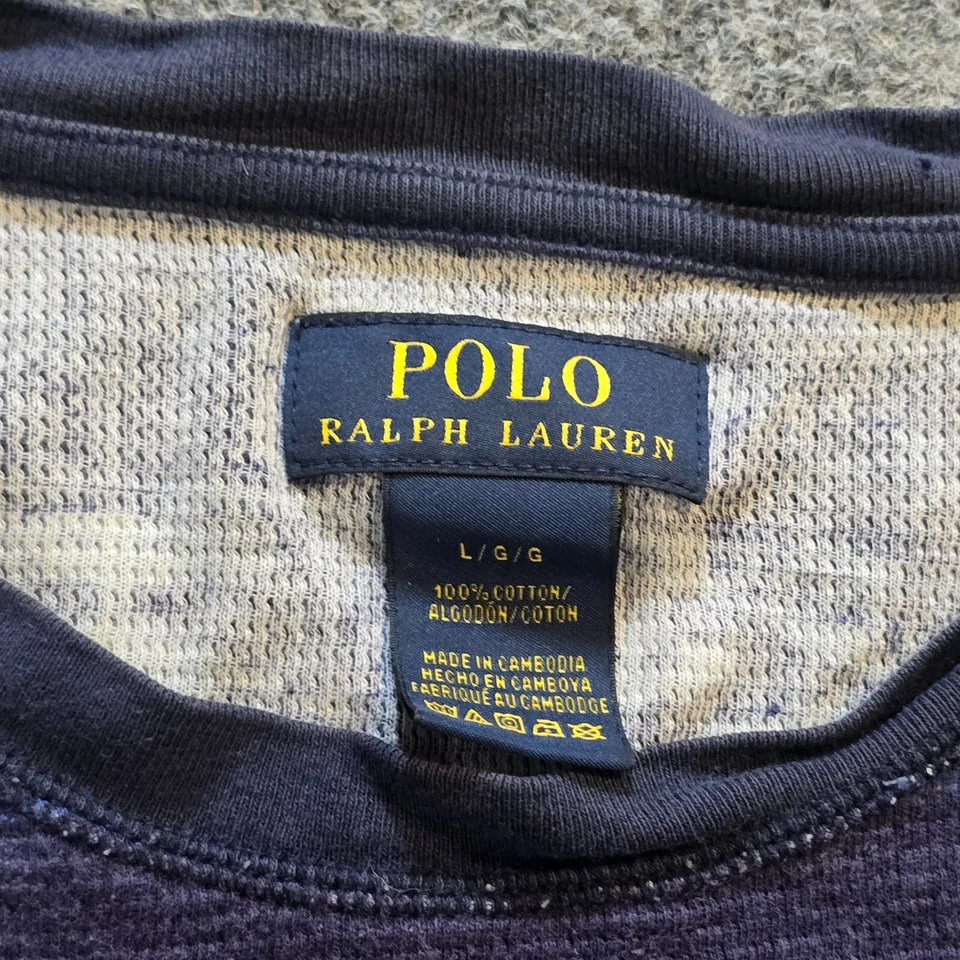 POLO
RALPH LAUREN
L/G/G
100% COTTON/
ALGODÓN/COTON
MADE IN CAMBODIA
HECHO EN CAMBOYA
FABRIQUÉ AU CAMBODGE